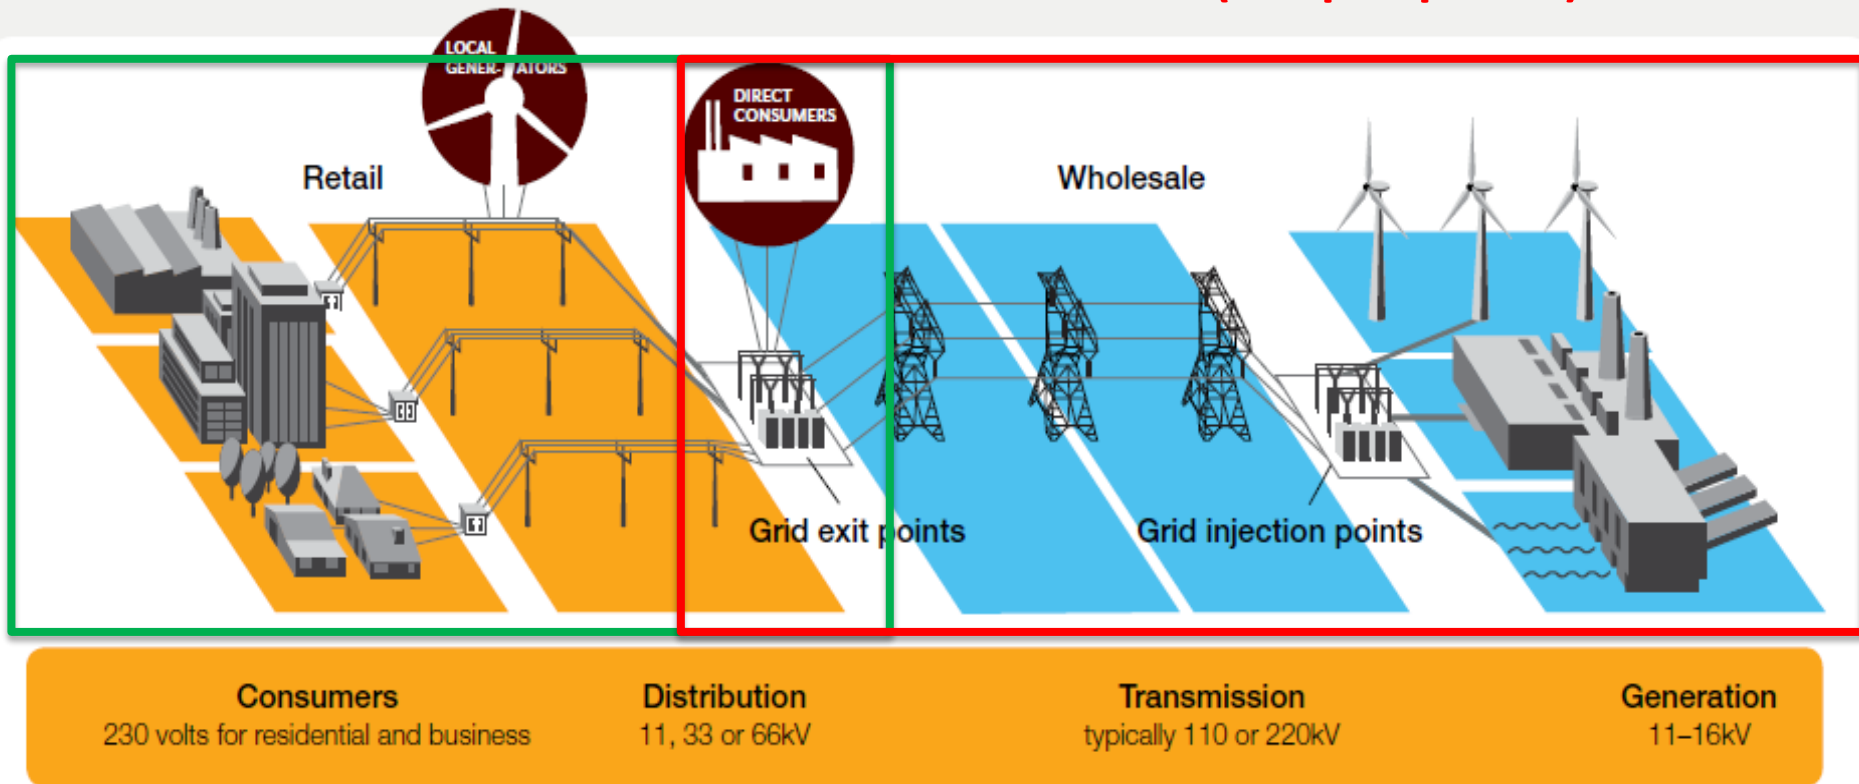 LOCAL
GENER- ATORS
DIRECT
CONSUMERS
Retail
Wholesale
Grid exit points
Grid injection points
Consumers
230 volts for residential and business
Distribution
11, 33 or 66kV
Transmission
typically 110 or 220kV
Generation
11–16kV